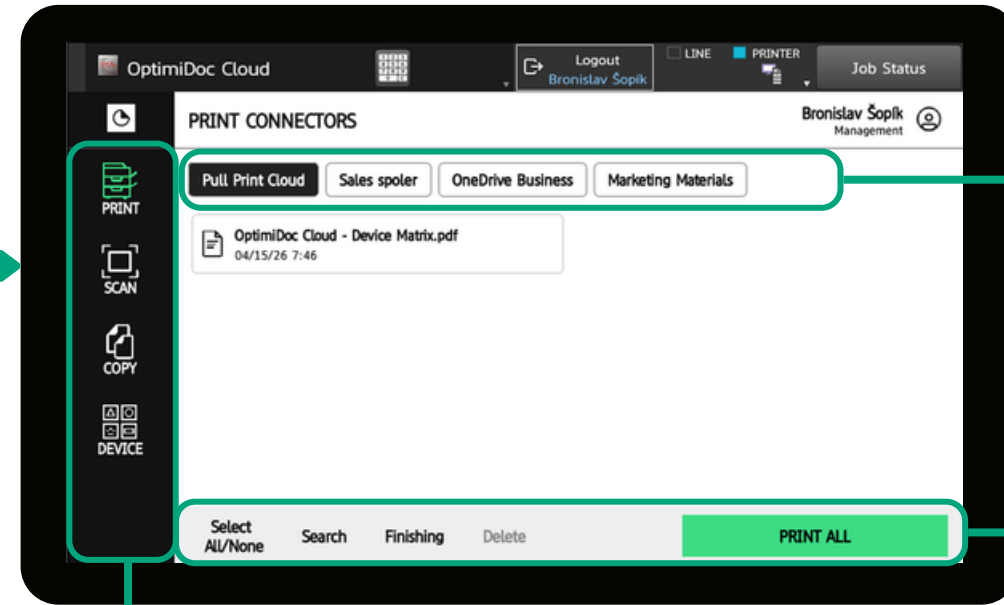 OptimiDoc Cloud
Logout
Bronislav Šopík
LINE
PRINTER
Job Status
PRINT CONNECTORS
Bronislav Šopík
Management
Pull Print Cloud
Sales spoler
OneDrive Business
Marketing Materials
PRINT
OptimiDoc Cloud - Device Matrix.pdf
04/15/26 7:46
SCAN
COPY
DEVICE
Select
All/None
Search
Finishing
Delete
PRINT ALL